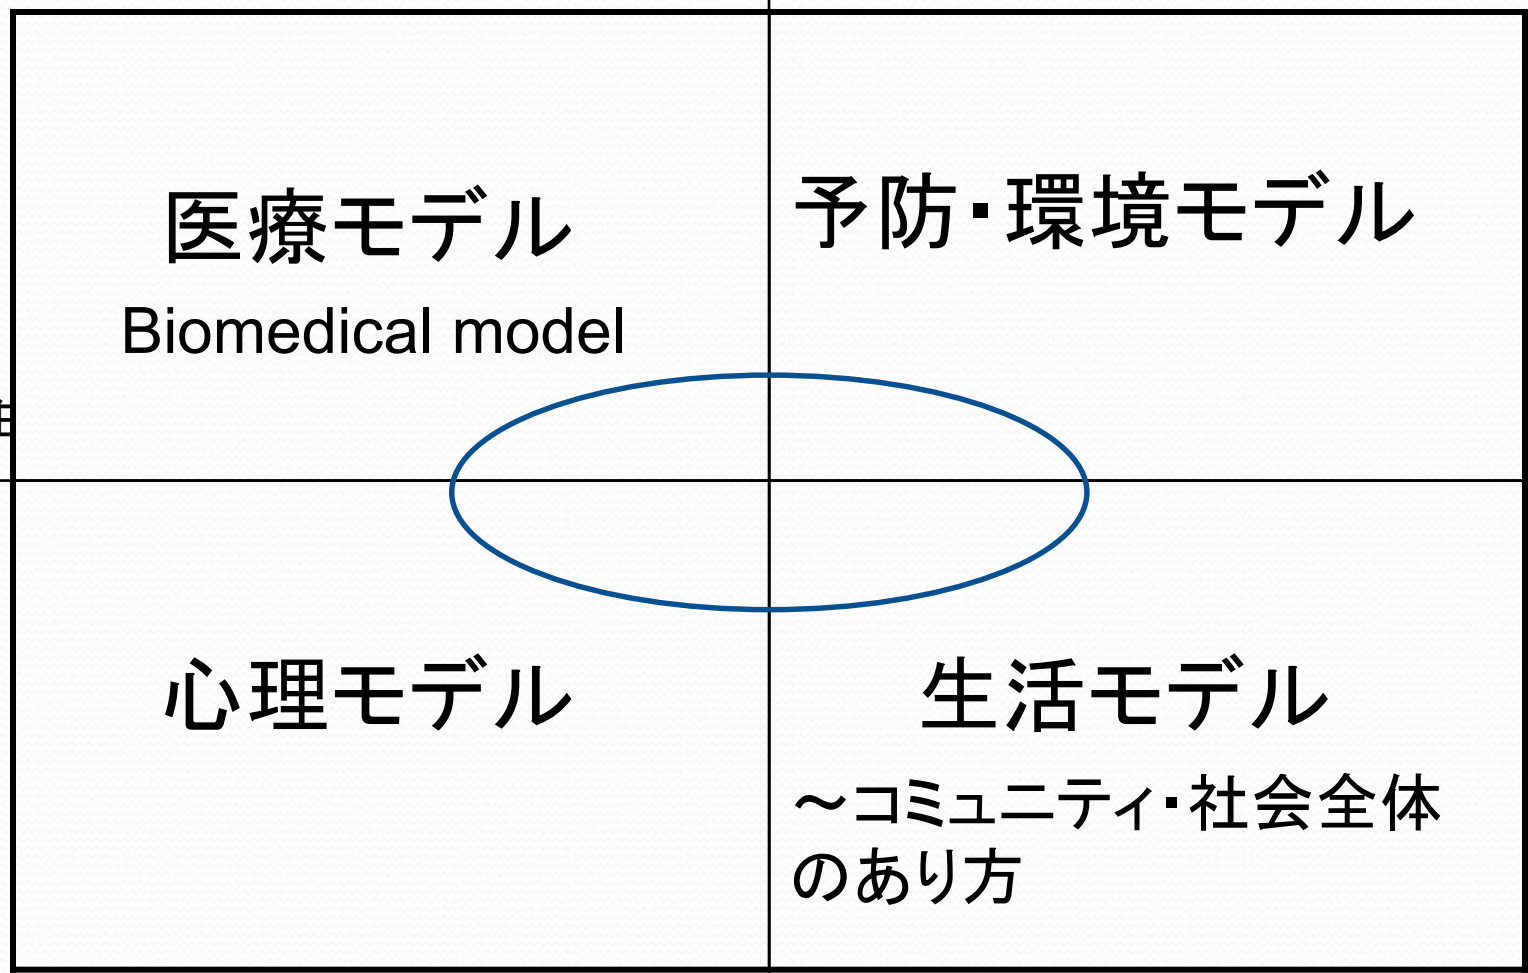 医療モデル
Biomedical model
予防・環境モデル
心理モデル
生活モデル
～コミュニティ・社会全体
のあり方